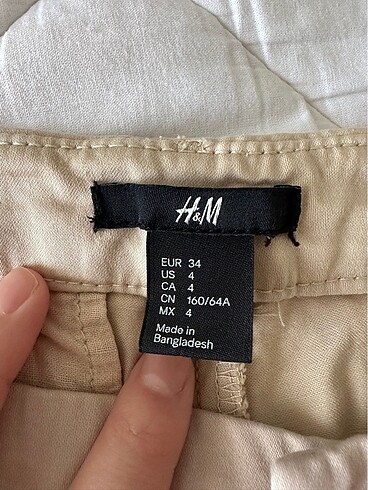 H&M
EUR 34
US 4
CA 4
CN 160/64A
MX 4
Made in
Bangladesh